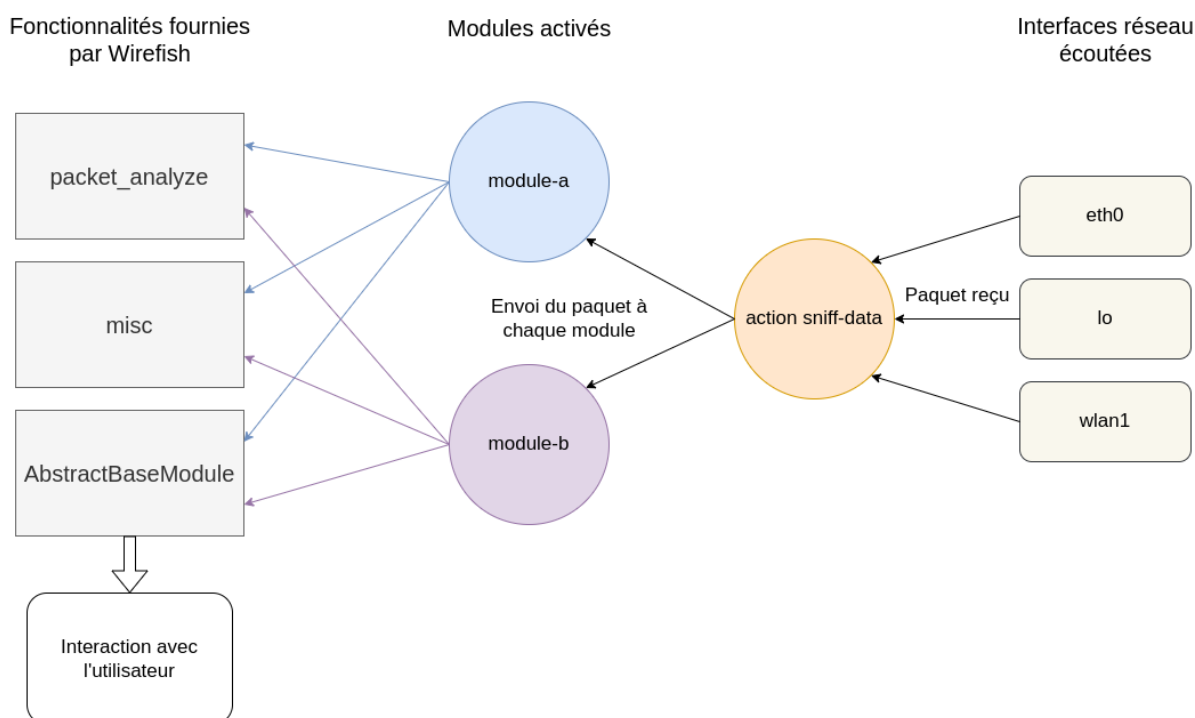 Fonctionnalités fournies
par Wirefish
Modules activés
Interfaces réseau
écoutées
packet_analyze
misc
AbstractBaseModule
Interaction avec
l'utilisateur
module-a
Envoi du paquet à
chaque module
module-b
action sniff-data
Paquet reçu
eth0
lo
wlan1